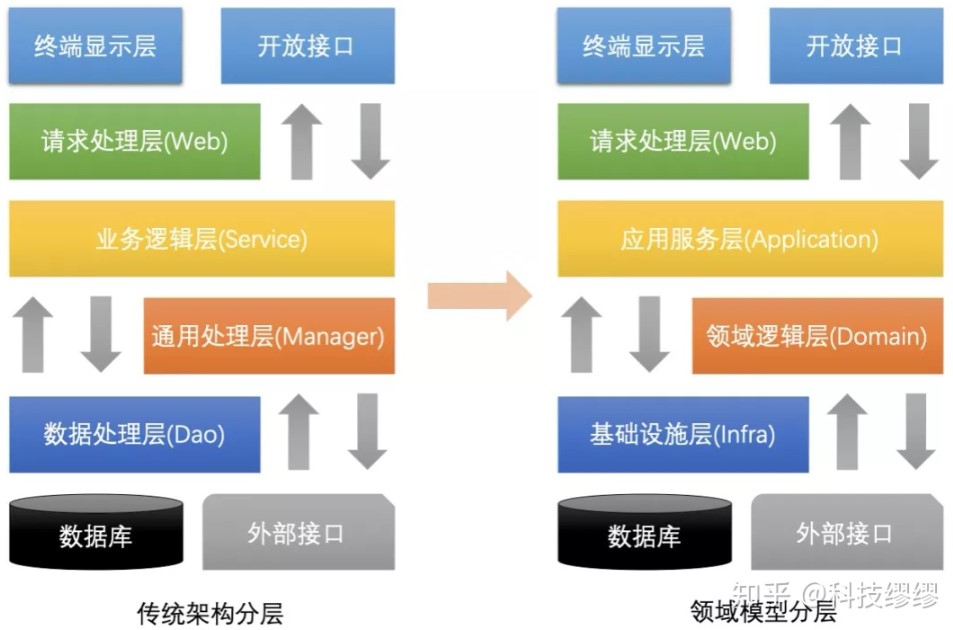 终端显示层
开放接口
请求处理层(Web)
业务逻辑层(Service)
通用处理层(Manager)
数据处理层(Dao)
数据库
外部接口
传统架构分层
终端显示层
开放接口
请求处理层(Web)
应用服务层(Application)
领域逻辑层(Domain)
基础设施层(Infra)
数据库
外部接口
领域模型分层
知乎 @科技缪缪